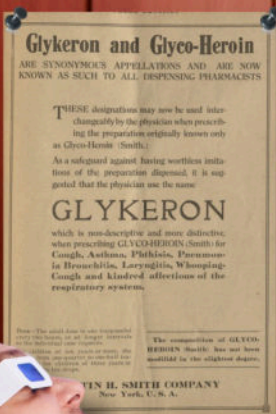 Glykeron and Glyco-Heroin
ARE SYNONYMOUS APPELLATIONS AND ARE NOW
KNOWN AS SUCH TO ALL DISPENSING PHARMACISTS
THESE designations may now be used inter-
changeably by the physician when prescrib-
ing the preparation originally known only
as Glyco-Heroin (Smith.)
As a safeguard against having worthless imita-
tions of the preparation dispensed, it is sug-
gested that the physician use the name
GLYKERON
which is non-descriptive and more distinctive,
when prescribing GLYCO-HEROIN (Smith) for
Cough, Asthma, Phthisis, Pneumon-
ia Bronchitis, Laryngitis, Whooping-
Cough and kindred affections of the
respiratory system.
The composition of GLYCO-
HEROIN (Smith) has not been
modified in the slightest degree.
H. SMITH COMPANY
New York, U. S. A.